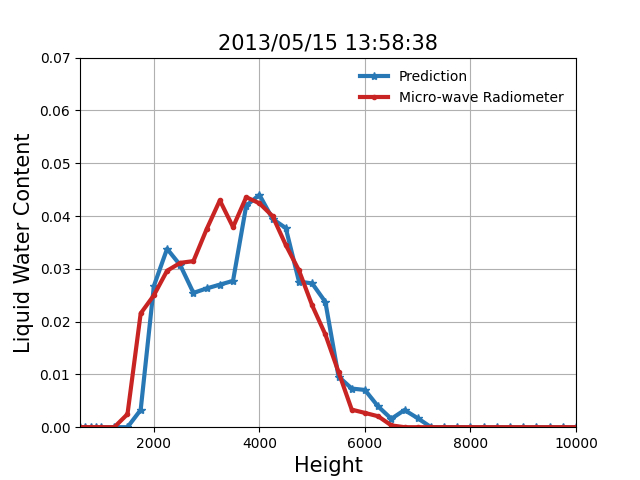 2013/05/15 13:58:38
Liquid Water Content
0.07
0.06
0.05
0.04
0.03
0.02
0.01
0.00
Prediction
Micro-wave Radiometer
2000 4000 6000 8000 10000
Height